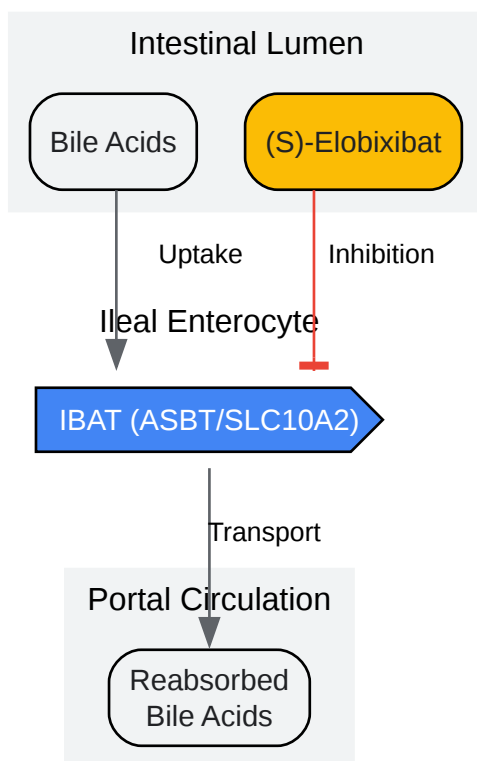 Intestinal Lumen
Bile Acids
(S)-Elobixibat
Uptake
Inhibition
Ileal Enterocyte
IBAT (ASBT/SLC10A2)
Transport
Portal Circulation
Reabsorbed
Bile Acids